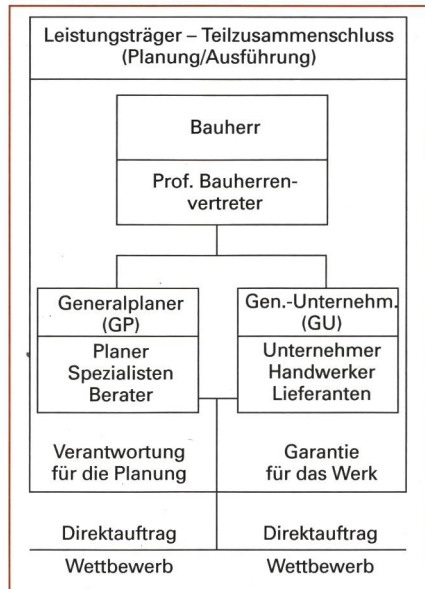 Leistungsträger – Teilzusammenschluss
(Planung/Ausführung)
Bauherr
Prof. Bauherren-
vertreter
Generalplaner
(GP)
Planer
Spezialisten
Berater
Gen.-Unternehm.
(GU)
Unternehmer
Handwerker
Lieferanten
Verantwortung
für die Planung
Garantie
für das Werk
Direktauftrag
Direktauftrag
Wettbewerb
Wettbewerb